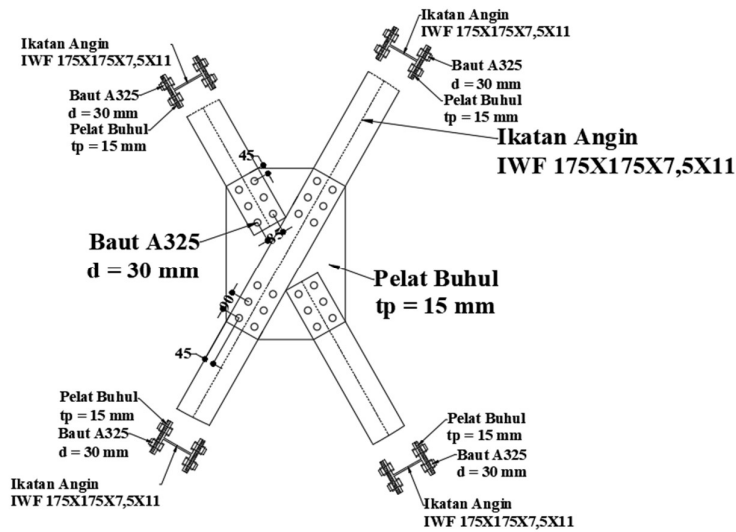 Ikatan Angin
IWF 175X175X7,5X11
Ikatan Angin
IWF 175X175X7,5X11
Baut A325
d = 30 mm
Pelat Buhul
tp = 15 mm
Baut A325
d = 30 mm
Pelat Buhul
tp = 15 mm
Ikatan Angin
IWF 175X175X7,5X11
45
Baut A325
d = 30 mm
Pelat Buhul
tp = 15 mm
90
45
Pelat Buhul
tp = 15 mm
Baut A325
d = 30 mm
Ikatan Angin
IWF 175X175X7,5X11
Pelat Buhul
tp = 15 mm
Baut A325
d = 30 mm
Ikatan Angin
IWF 175X175X7,5X11